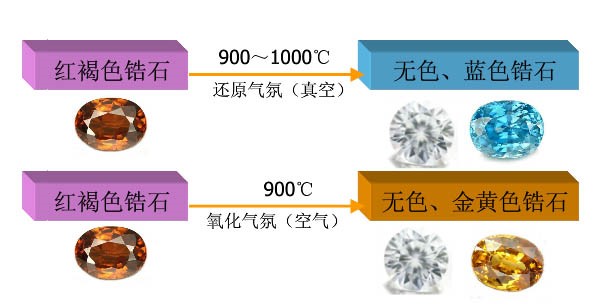 红褐色锆石
900～1000℃
还原气氛（真空）
无色、蓝色锆石
红褐色锆石
900℃
氧化气氛（空气）
无色、金黄色锆石